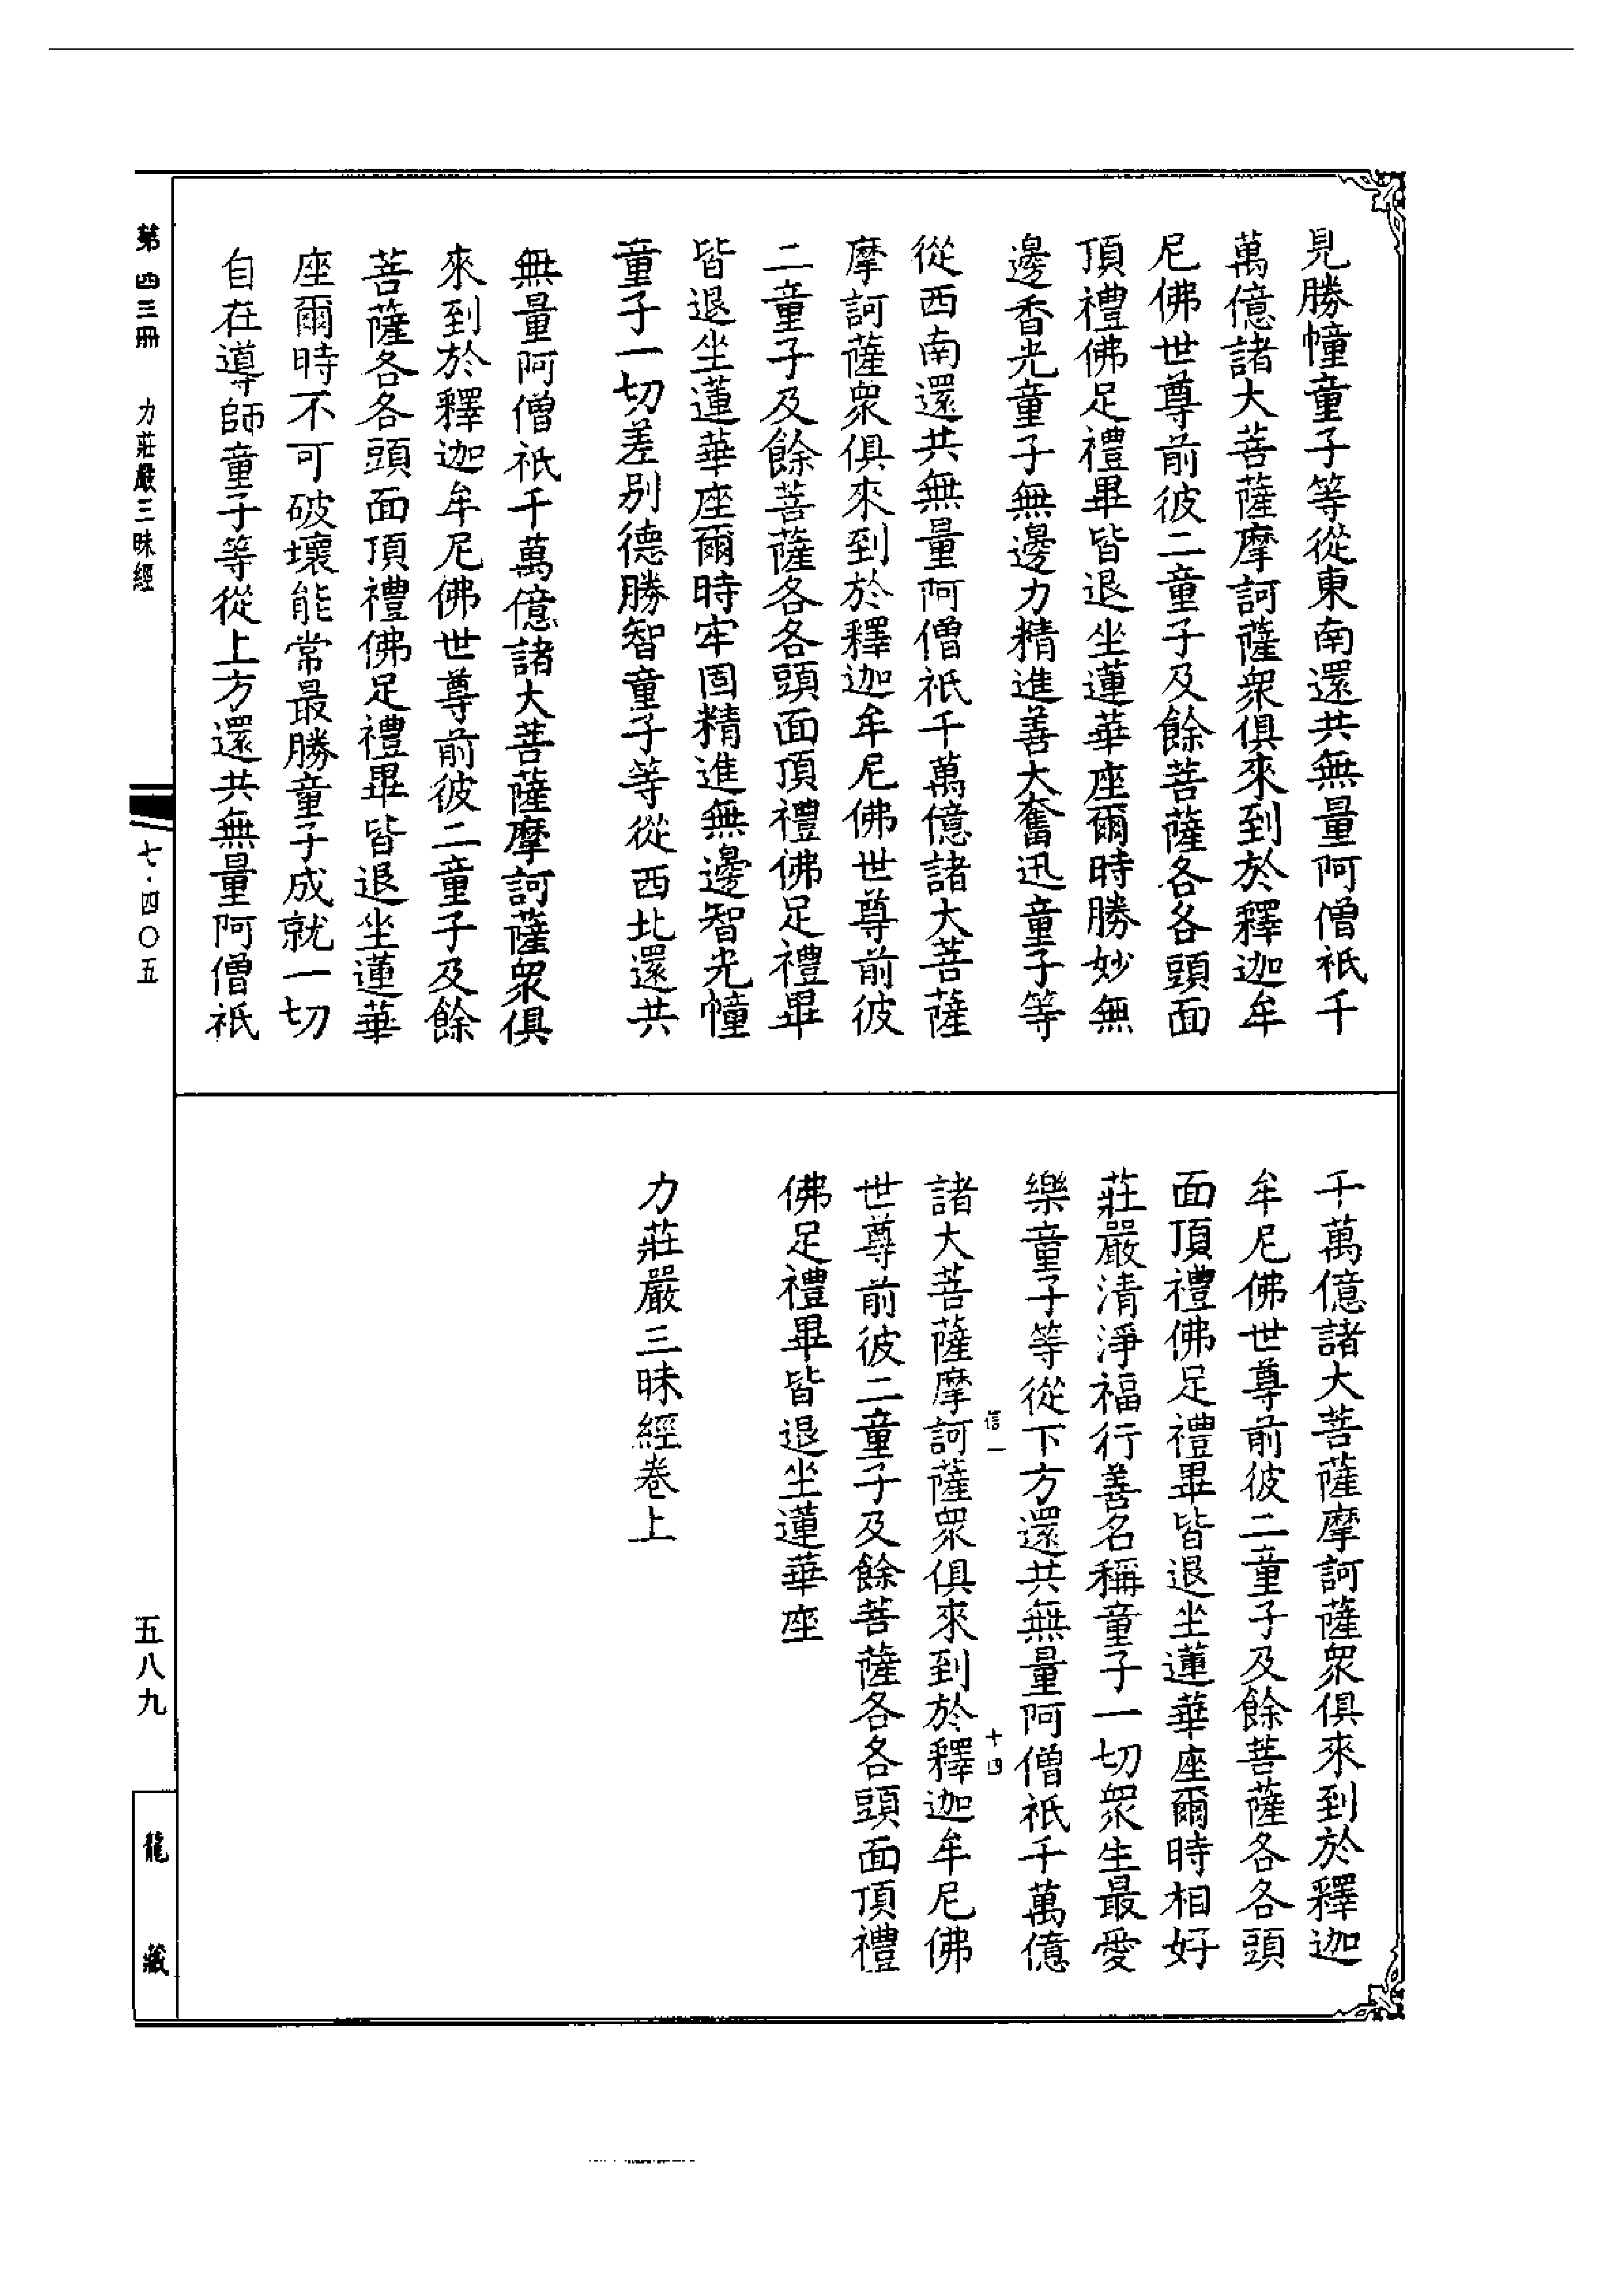 見勝幢童子等從東南還共無量阿僧祇千
萬億諸大菩薩摩訶薩衆俱來到於釋迦牟
尼佛世尊前彼二童子及餘菩薩各各頭面
頂禮佛足禮畢皆退坐蓮華座爾時勝妙無
邊香光童子無邊力精進善大奮迅童子等
從西南還共無量阿僧祇千萬億諸大菩薩
摩訶薩衆俱來到於釋迦牟尼佛世尊前彼
二童子及餘菩薩各各頭面頂禮佛足禮畢
皆退坐蓮華座爾時牢固精進無邊智光幢
童子一切差别德勝智童子等從西北還共
無量阿僧祇千萬億諸大菩薩摩訶薩衆俱
來到於釋迦牟尼佛世尊前彼二童子及餘
菩薩各各頭面頂禮佛足禮畢皆退坐蓮華
座爾時不可破壞能常最勝童子成就一切
自在導師童子等從上方還共無量阿僧祇
千萬億諸大菩薩摩訶薩衆俱來到於釋迦
牟尼佛世尊前彼二童子及餘菩薩各各頭
面頂禮佛足禮畢皆退坐蓮華座爾時相好
莊嚴清淨福行善名稱童子一切衆生最愛
樂童子等從下方還共無量阿僧祇千萬億
信一 十四
諸大菩薩摩訶薩衆俱來到於釋迦牟尼佛
世尊前彼二童子及餘菩薩各各頭面頂禮
佛足禮畢皆退坐蓮華座
力莊嚴三昧經卷上
第四三冊 力莊嚴三昧經 七·四〇五 五八九 龍藏